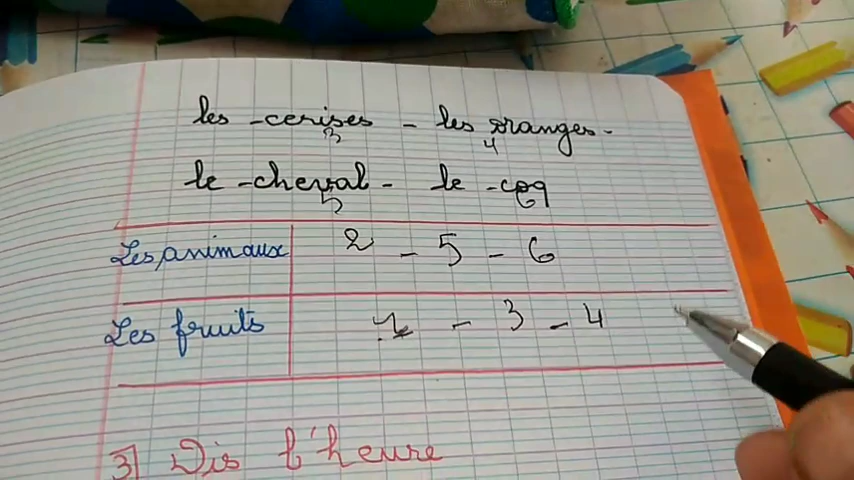 les cerises - les oranges.
3 4
le cheval - le coq
5 6
Les animaux 2 - 5 - 6
Les fruits 1 - 3 - 4
3] Dis l'heure